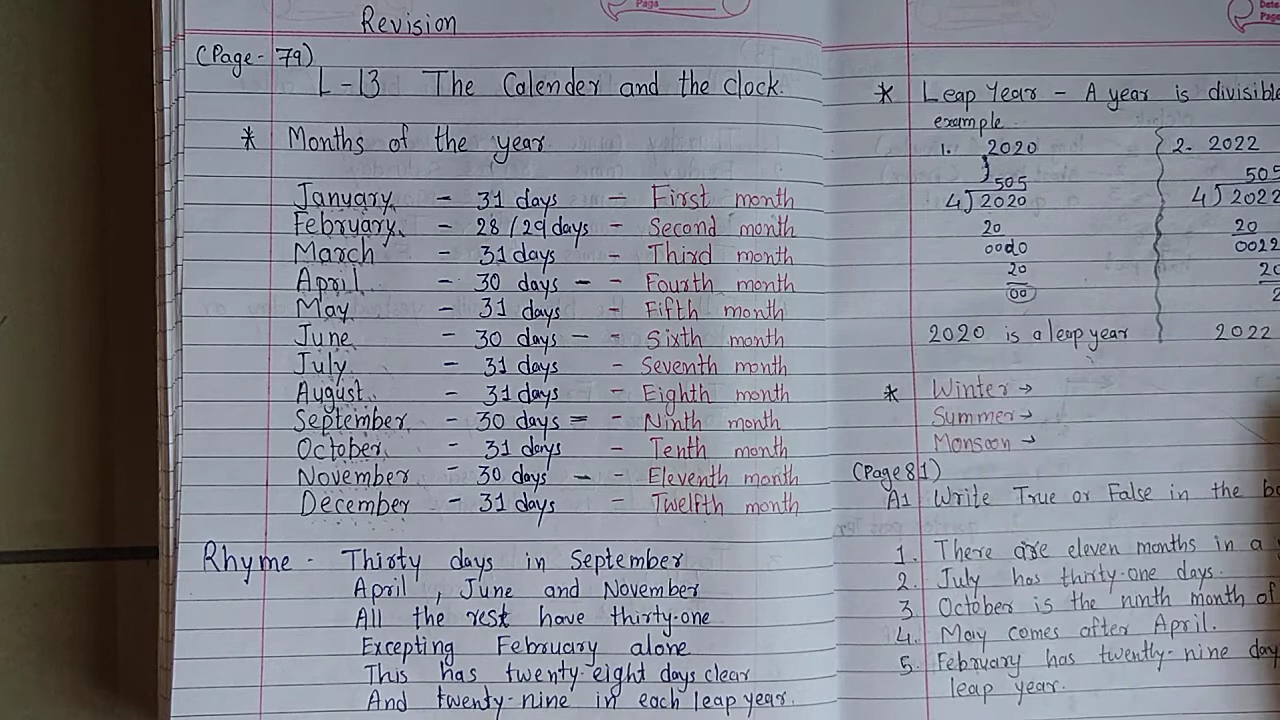 Revision
Page
(Page- 79)
L-13 The Calender and the clock.
* Months of the year
January - 31 days - First month
February - 28/29 days - Second month
March - 31 days - Third month
April - 30 days - - Fourth month
May - 31 days - Fifth month
June - 30 days - - Sixth month
July - 31 days - Seventh month
August - 31 days - Eighth month
September - 30 days = - Ninth month
October - 31 days - Tenth month
November - 30 days - - Eleventh month
December - 31 days - Twelfth month
Rhyme - Thirty days in September
April, June and November
All the rest have thirty-one
Excepting February alone
This has twenty-eight days clear
And twenty-nine in each leap year.
Date
Page
* Leap Year - A year is divisible
example
1. 2020
505
4)2020
20
0020
20
00
2020 is a leap year
2. 2022
505
4)2022
20
0022
20
2
2022
* Winter →
Summer →
Monsoon →
(Page 81)
A1 Write True or False in the
1. There are eleven months in a
2. July has thrity-one days.
3 October is the ninth month of
4. May comes after April.
5. February has twently-nine day
leap year.